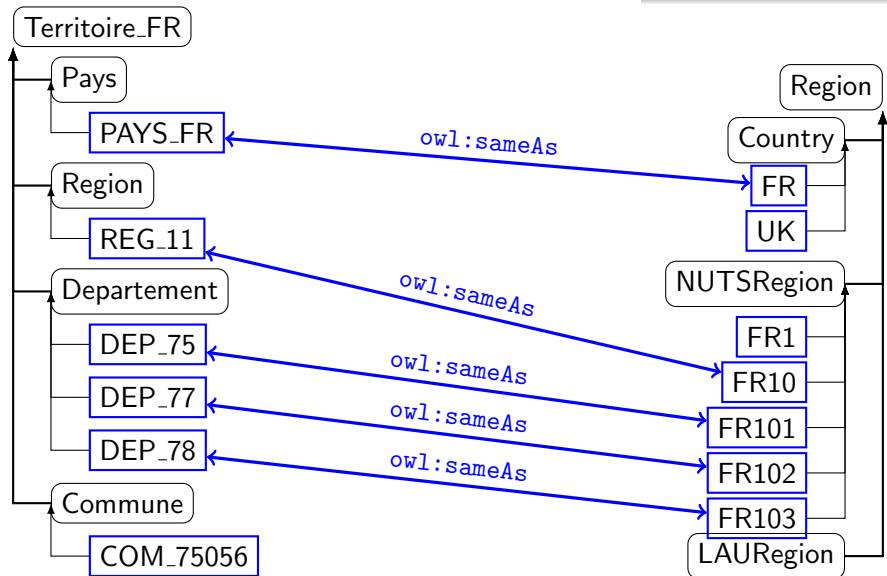 Territoire_FR
Pays
PAYS_FR
Region
REG_11
Departement
DEP_75
DEP_77
DEP_78
Commune
COM_75056
owl:sameAs
owl:sameAs
owl:sameAs
owl:sameAs
owl:sameAs
Region
Country
FR
UK
NUTSRegion
FR1
FR10
FR101
FR102
FR103
LAURegion